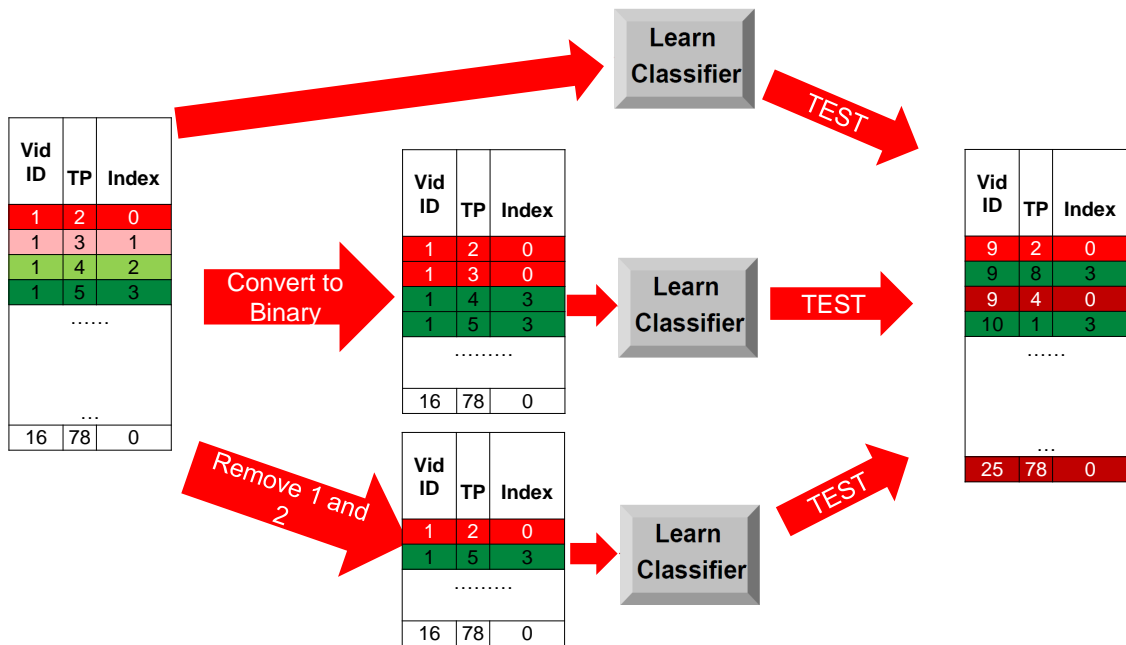 Learn
Classifier
TEST
Vid
ID TP Index
1 2 0
1 3 1
1 4 2
1 5 3
......
...
16 78 0
Convert to
Binary
Vid
ID TP Index
1 2 0
1 3 0
1 4 3
1 5 3
.........
16 78 0
Learn
Classifier
TEST
Remove 1 and
2
Vid
ID TP Index
1 2 0
1 5 3
.........
16 78 0
Learn
Classifier
TEST
Vid
ID TP Index
9 2 0
9 8 3
9 4 0
10 1 3
......
...
25 78 0